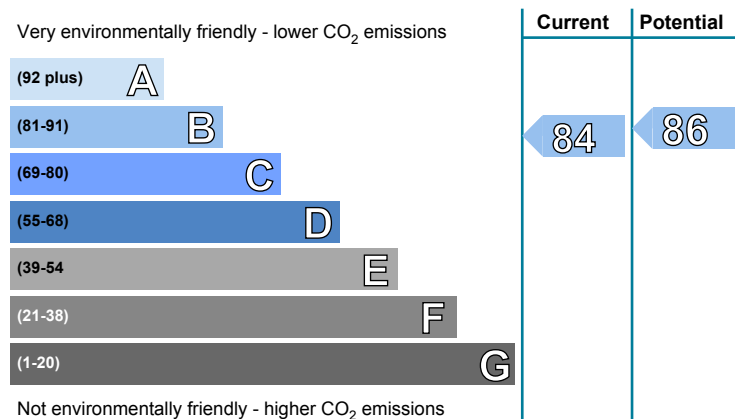 Very environmentally friendly - lower CO₂ emissions
Current Potential
(92 plus) A
(81-91) B
84 86
(69-80) C
(55-68) D
(39-54 E
(21-38) F
(1-20) G
Not environmentally friendly - higher CO₂ emissions